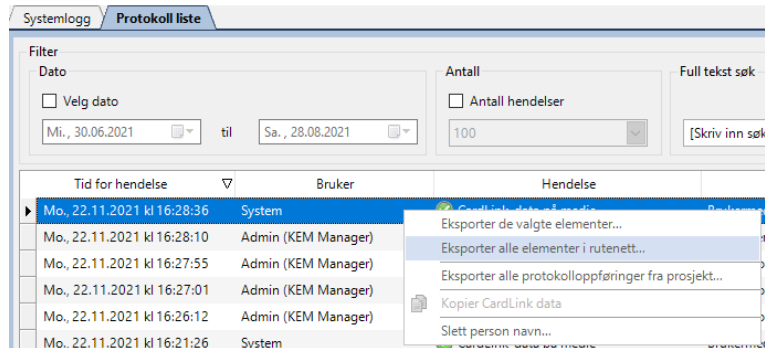 Systemlogg Protokoll liste
Filter
Dato Antall Full tekst søk
Velg dato Antall hendelser
Mi., 30.06.2021 til Sa. , 28.08.2021 100 [Skriv inn søk
Tid for hendelse Bruker Hendelse
Mo., 22.11.2021 kl 16:28:36 System CardLink-data på medie
Eksporter de valgte elementer...
Mo., 22.11.2021 kl 16:28:10 Admin (KEM Manager)
Eksporter alle elementer i rutenett...
Mo., 22.11.2021 kl 16:27:55 Admin (KEM Manager)
Eksporter alle protokolloppføringer fra prosjekt...
Mo., 22.11.2021 kl 16:27:01 Admin (KEM Manager)
Kopier CardLink data
Mo., 22.11.2021 kl 16:26:12 Admin (KEM Manager)
Slett person navn...
Mo., 22.11.2021 kl 16:21:26 System